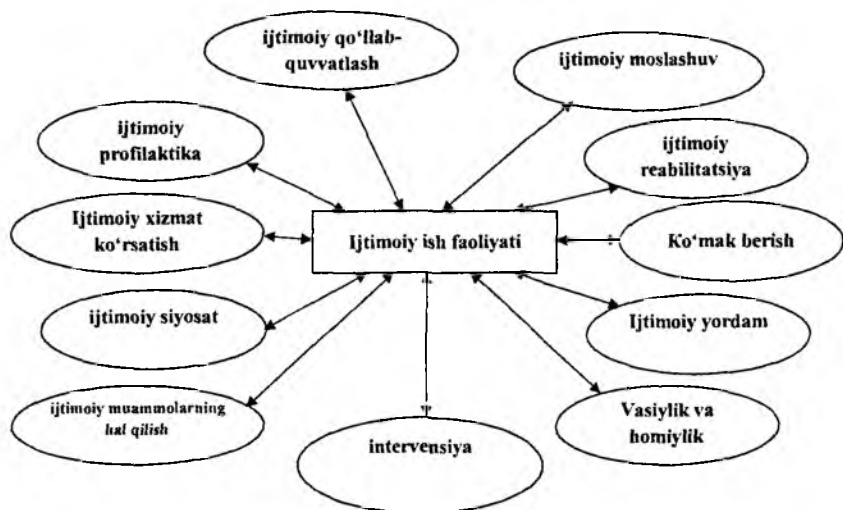 ijtimoiy qo‘llab-
quvvatlash
ijtimoiy moslashuv
ijtimoiy
profilaktika
ijtimoiy
reabilitatsiya
Ijtimoiy xizmat
ko‘rsatish
Ijtimoiy ish faoliyati
Ko‘mak berish
ijtimoiy siyosat
Ijtimoiy yordam
ijtimoiy muammolarning
hal qilish
intervensiya
Vasiylik va
homiylik